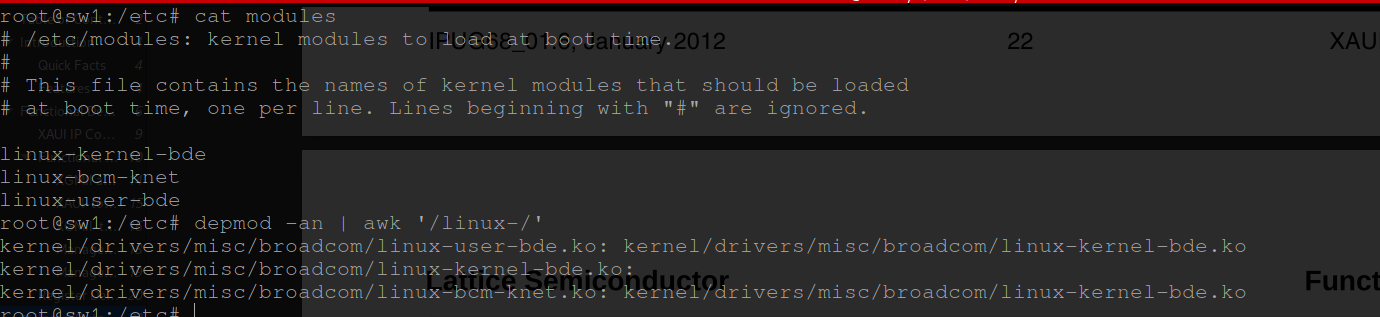 root@sw1:/etc# cat modules
# /etc/modules: kernel modules to load at boot time.
IPUG68_01.0, January 2012 22 XAU
#
Quick Facts 4
# This file contains the names of kernel modules that should be loaded
# at boot time, one per line. Lines beginning with "#" are ignored.
XAUI IP Co... 9
linux-kernel-bde
linux-bcm-knet
linux-user-bde
root@sw1:/etc# depmod -an | awk '/linux-/'
kernel/drivers/misc/broadcom/linux-user-bde.ko: kernel/drivers/misc/broadcom/linux-kernel-bde.ko
kernel/drivers/misc/broadcom/linux-kernel-bde.ko:
Lattice Semiconductor Funct
kernel/drivers/misc/broadcom/linux-bcm-knet.ko: kernel/drivers/misc/broadcom/linux-kernel-bde.ko
root@sw1:/etc#